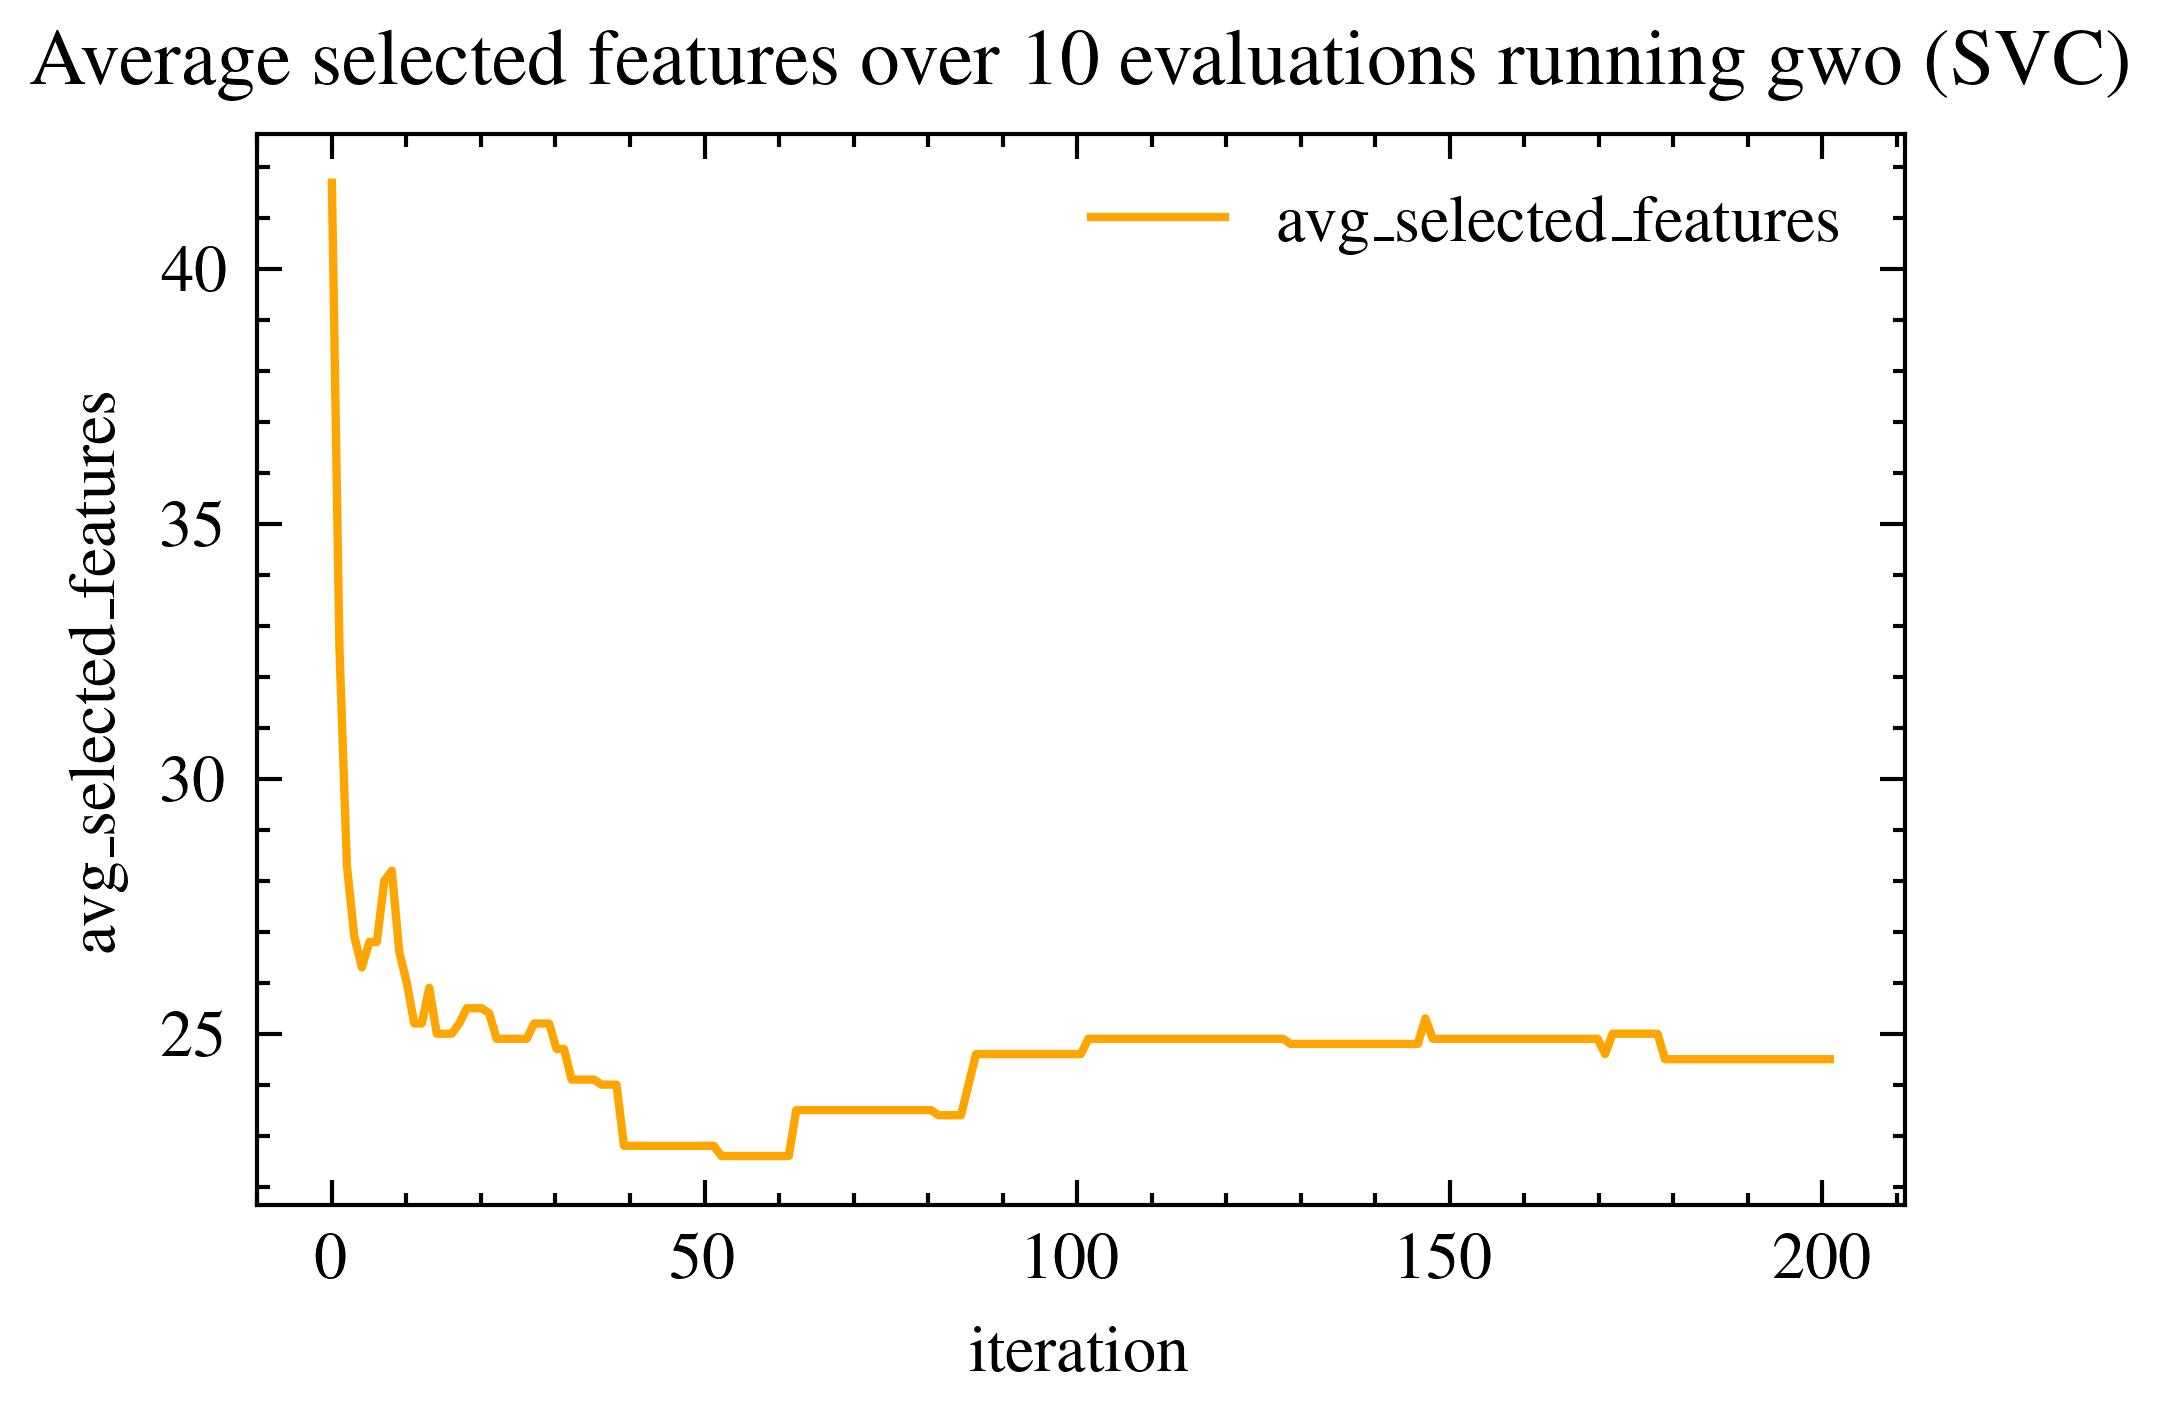 Average selected features over 10 evaluations running gwo (SVC)
avg_selected_features
40
35
30
25
avg_selected_features
0 50 100 150 200
iteration